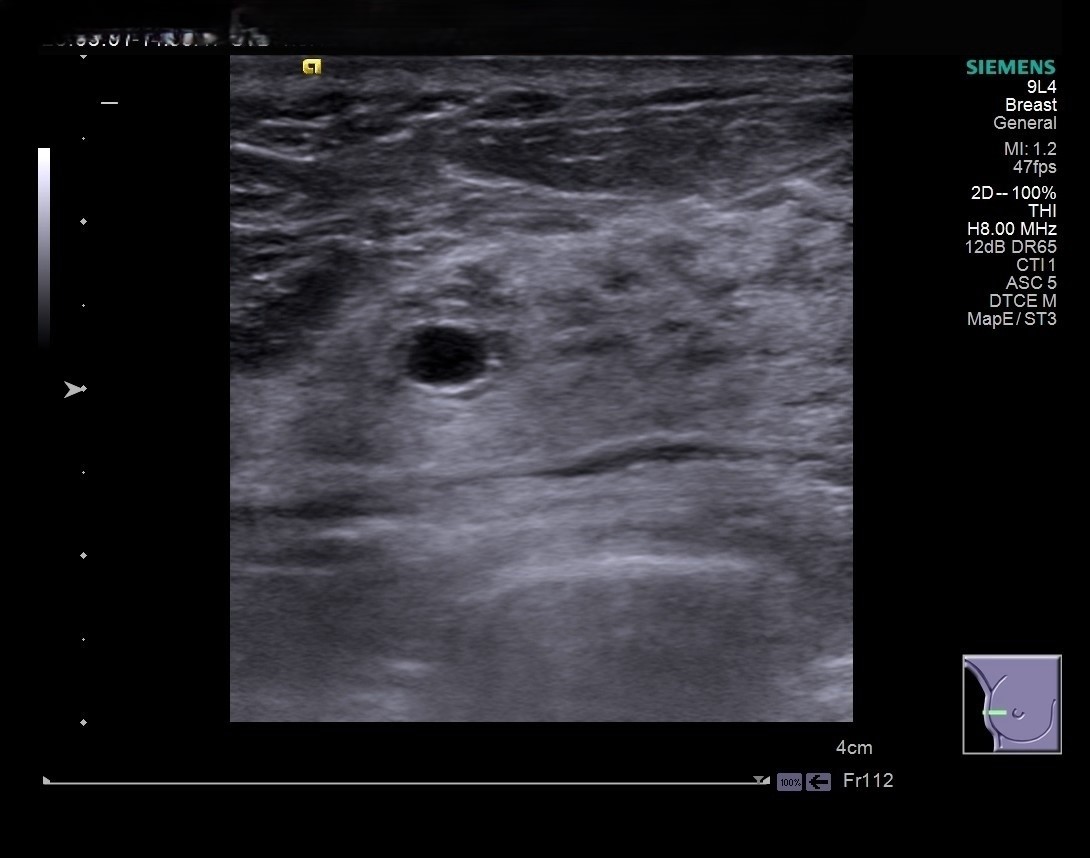 SIEMENS
9L4
Breast
General
MI: 1.2
47fps
2D--100%
THI
H8.00 MHz
12dB DR65
CTI 1
ASC 5
DTCE M
MapE / ST3
4cm
100%
Fr112